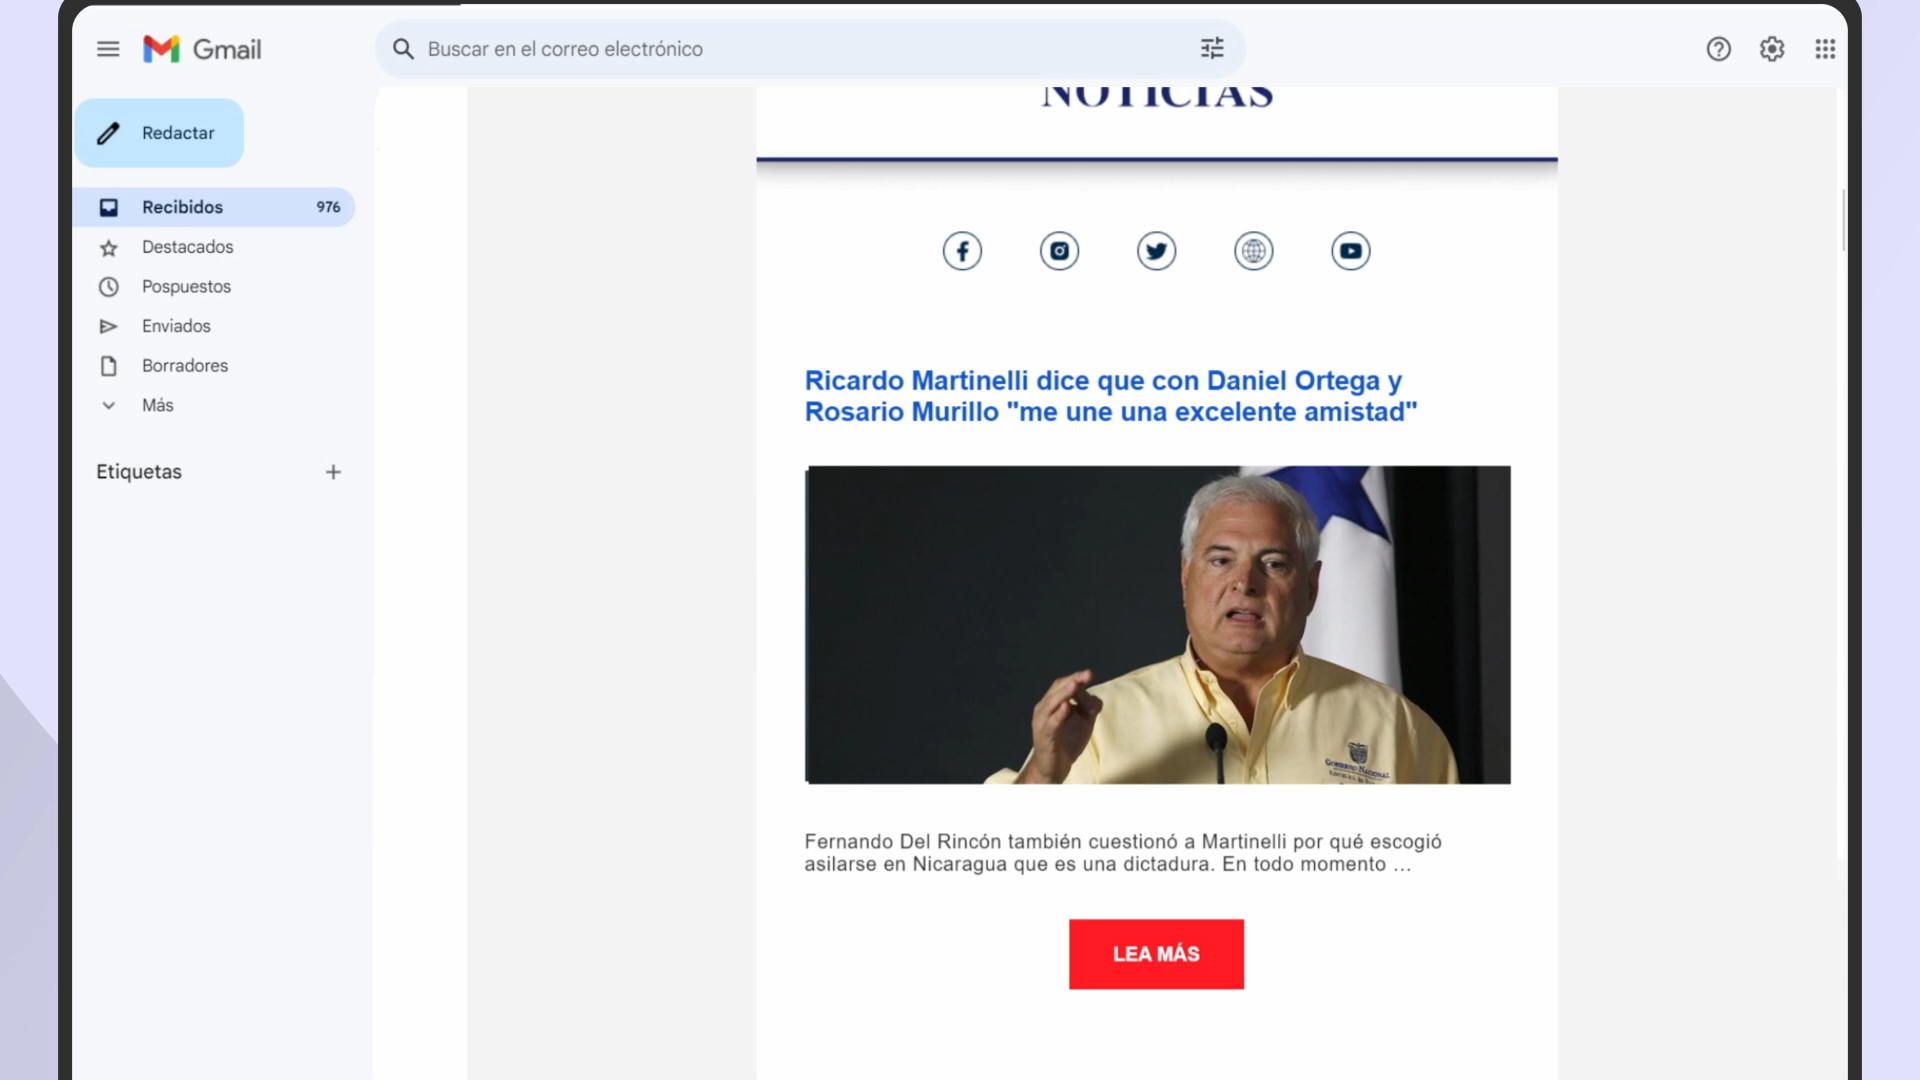 Gmail
Buscar en el correo electrónico
Redactar
Recibidos 976
Destacados
Pospuestos
Enviados
Borradores
Más
Etiquetas
NOTICIAS
Ricardo Martinelli dice que con Daniel Ortega y
Rosario Murillo "me une una excelente amistad"
GOBIERNO NACIONAL
Fernando Del Rincón también cuestionó a Martinelli por qué escogió
asilarse en Nicaragua que es una dictadura. En todo momento ...
LEA MÁS